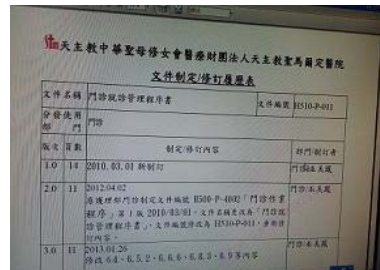 天主教中華聖母修女會醫療財團法人天主教聖馬爾定醫院
文件制定/修訂履歷表
文件名稱 門診就診管理程序書 文件編號 H510-P-011
分發使用部門 門診
版次 頁數 制定/修訂內容 部門/制訂者
1.0 14 2010.03.01 新制訂 門診
2.0 11 2012.04.02 門診
原護理部門診制定文件編號 H500-P-4002「門診作業
程序」第1版 2010/03/01，文件名稱更改為「門診就
診管理程序書」，文件編號修改為 H510-P-011，重新修
訂內容。
3.0 11 2013.01.26 門診
修改 6.4、6.5.2、6.6.6、6.8.3、6.9 等內容